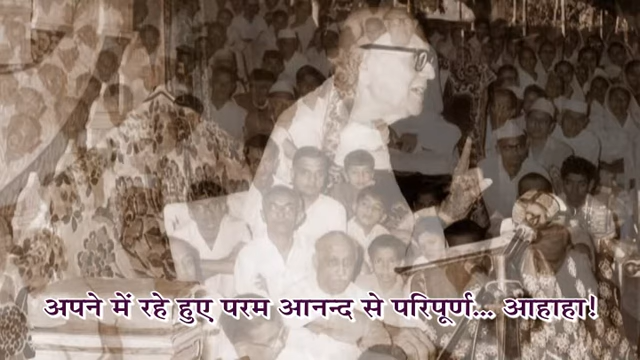 अपने में रहे हुए परम आनन्द से परिपूर्ण... आहाहा!